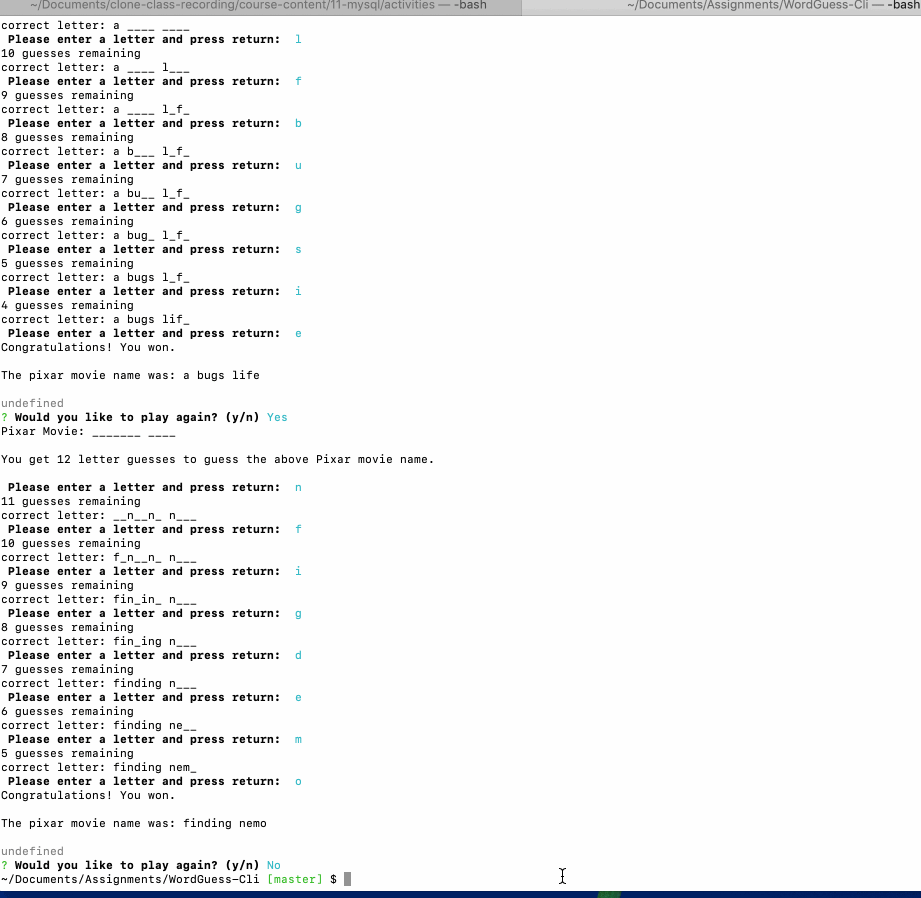 ~/Documents/clone-class-recording/course-content/11-mysql/activities — -bash ~/Documents/Assignments/WordGuess-Cli — -bash
correct letter: a ____ ____
Please enter a letter and press return: l
10 guesses remaining
correct letter: a ____ l___
Please enter a letter and press return: f
9 guesses remaining
correct letter: a ____ l_f_
Please enter a letter and press return: b
8 guesses remaining
correct letter: a b___ l_f_
Please enter a letter and press return: u
7 guesses remaining
correct letter: a bu__ l_f_
Please enter a letter and press return: g
6 guesses remaining
correct letter: a bug_ l_f_
Please enter a letter and press return: s
5 guesses remaining
correct letter: a bugs l_f_
Please enter a letter and press return: i
4 guesses remaining
correct letter: a bugs lif_
Please enter a letter and press return: e
Congratulations! You won.
The pixar movie name was: a bugs life
undefined
? Would you like to play again? (y/n) Yes
Pixar Movie: _______ ____
You get 12 letter guesses to guess the above Pixar movie name.
Please enter a letter and press return: n
11 guesses remaining
correct letter: __n__n_ n___
Please enter a letter and press return: f
10 guesses remaining
correct letter: f_n__n_ n___
Please enter a letter and press return: i
9 guesses remaining
correct letter: fin_in_ n___
Please enter a letter and press return: g
8 guesses remaining
correct letter: fin_ing n___
Please enter a letter and press return: d
7 guesses remaining
correct letter: finding n___
Please enter a letter and press return: e
6 guesses remaining
correct letter: finding ne__
Please enter a letter and press return: m
5 guesses remaining
correct letter: finding nem_
Please enter a letter and press return: o
Congratulations! You won.
The pixar movie name was: finding nemo
undefined
? Would you like to play again? (y/n) No
~/Documents/Assignments/WordGuess-Cli [master] $